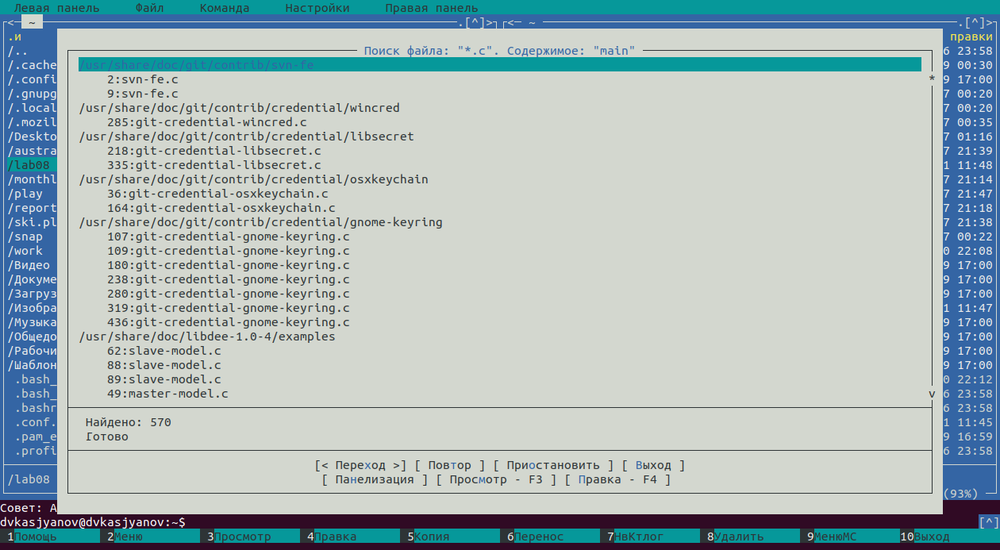 Левая панель Файл Команда Настройки Правая панель
<─ ~ .[^]> <─ ~ .[^]>
.и правки
Поиск файла: "*.c". Содержимое: "main"
/.. 6 23:58
/.cache /usr/share/doc/git/contrib/svn-fe 9 00:30
/.confi 2:svn-fe.c * 9 17:00
/.gnupg 9:svn-fe.c 7 00:20
/.local /usr/share/doc/git/contrib/credential/wincred 7 00:20
/.mozil 285:git-credential-wincred.c 7 00:35
/Deskto /usr/share/doc/git/contrib/credential/libsecret 7 01:16
/austra 218:git-credential-libsecret.c 7 21:39
/lab08 335:git-credential-libsecret.c 1 11:48
/monthl /usr/share/doc/git/contrib/credential/osxkeychain 7 21:14
/play 36:git-credential-osxkeychain.c 7 21:47
/report 164:git-credential-osxkeychain.c 7 21:18
/ski.pl /usr/share/doc/git/contrib/credential/gnome-keyring 7 21:38
/snap 107:git-credential-gnome-keyring.c 7 00:22
/work 109:git-credential-gnome-keyring.c 0 22:08
/Видео 180:git-credential-gnome-keyring.c 9 17:00
/Докуме 238:git-credential-gnome-keyring.c 9 17:00
/Загруз 280:git-credential-gnome-keyring.c 9 17:00
/Изобра 319:git-credential-gnome-keyring.c 1 11:47
/Музыка 436:git-credential-gnome-keyring.c 9 17:00
/Общедо /usr/share/doc/libdee-1.0-4/examples 9 17:00
/Рабочи 62:slave-model.c 9 17:00
/Шаблон 88:slave-model.c 9 17:00
.bash_ 89:slave-model.c 0 22:12
.bash_ 49:master-model.c v 6 23:58
.bashr 6 23:58
.conf. Найдено: 570 1 11:45
.pam_e Готово 9 16:59
.profi 6 23:58
[< Переход >] [ Повтор ] [ Приостановить ] [ Выход ]
/lab08 [ Панелизация ] [ Просмотр - F3 ] [ Правка - F4 ]
(93%)
Совет: А
dvkasjyanov@dvkasjyanov:~$ [^]
1Помощь 2Меню 3Просмотр 4Правка 5Копия 6Перенос 7НвКтлог 8Удалить 9МенюMC 10Выход